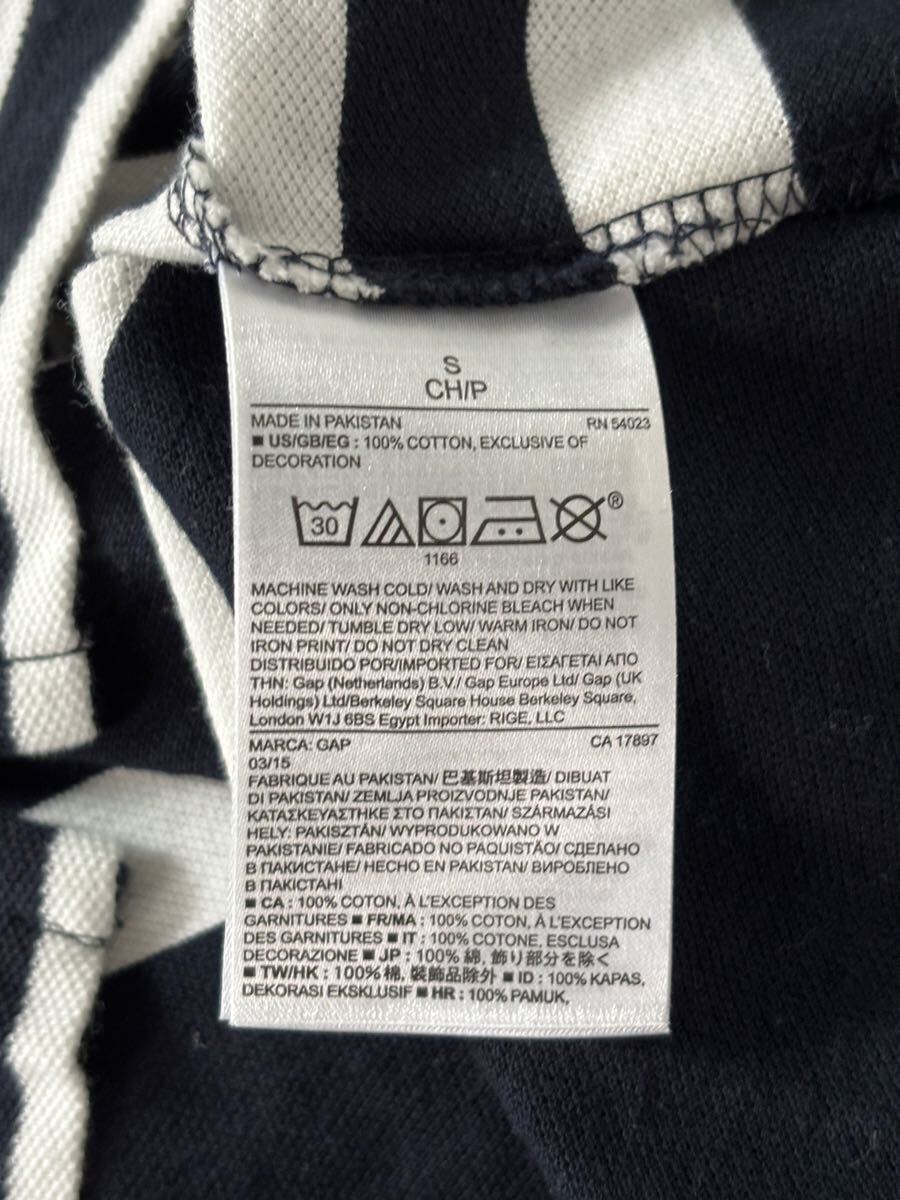 S
CH/P
MADE IN PAKISTAN RN 54023
■ US/GB/EG : 100% COTTON, EXCLUSIVE OF
DECORATION
30 ®
1166
MACHINE WASH COLD/ WASH AND DRY WITH LIKE
COLORS/ ONLY NON-CHLORINE BLEACH WHEN
NEEDED/ TUMBLE DRY LOW/ WARM IRON/ DO NOT
IRON PRINT/ DO NOT DRY CLEAN
DISTRIBUIDO POR/IMPORTED FOR/ ΕΙΣΑΓΕΤΑΙ ΑΠΟ
ΤΗΝ: Gap (Netherlands) B.V./ Gap Europe Ltd/ Gap (UK
Holdings) Ltd/Berkeley Square House Berkeley Square,
London W1J 6BS Egypt Importer: RIGE, LLC
MARCA: GAP CA 17897
03/15
FABRIQUE AU PAKISTAN/ 巴基斯坦製造/ DIBUAT
DI PAKISTAN/ ZEMLJA PROIZVODNJE PAKISTAN/
ΚΑΤΑΣΚΕΥΑΣΤΗΚΕ ΣΤΟ ΠΑΚΙΣΤΑΝ/ SZÁRMAZÁSI
HELY: PAKISZTÁN/ WYPRODUKOWANO W
PAKISTANIE/ FABRICADO NO PAQUISTÃO/ СДЕЛАНО
В ПАКИСТАНЕ/ HECHO EN PAKISTAN/ ВИРОБЛЕНО
В ПАКІСТАНІ
■ CA : 100% COTON, À L'EXCEPTION DES
GARNITURES ■ FR/MA : 100% COTON, À L'EXCEPTION
DES GARNITURES ■ IT : 100% COTONE, ESCLUSA
DECORAZIONE ■ JP : 100% 綿, 飾り部分を除く
■ TW/HK : 100% 棉, 裝飾品除外 ■ ID : 100% KAPAS,
DEKORASI EKSKLUSIF ■ HR : 100% PAMUK,